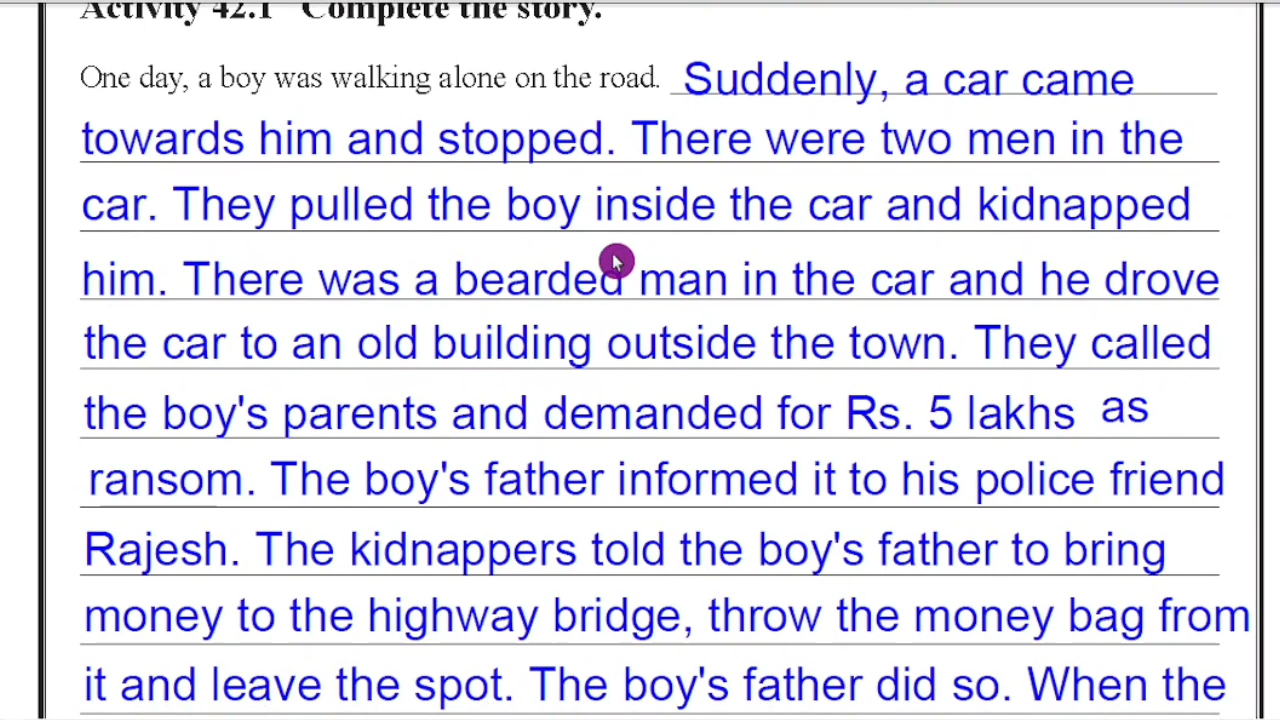 Activity 42.1 Complete the story.
One day, a boy was walking alone on the road. Suddenly, a car came
towards him and stopped. There were two men in the
car. They pulled the boy inside the car and kidnapped
him. There was a bearded man in the car and he drove
the car to an old building outside the town. They called
the boy's parents and demanded for Rs. 5 lakhs as
ransom. The boy's father informed it to his police friend
Rajesh. The kidnappers told the boy's father to bring
money to the highway bridge, throw the money bag from
it and leave the spot. The boy's father did so. When the